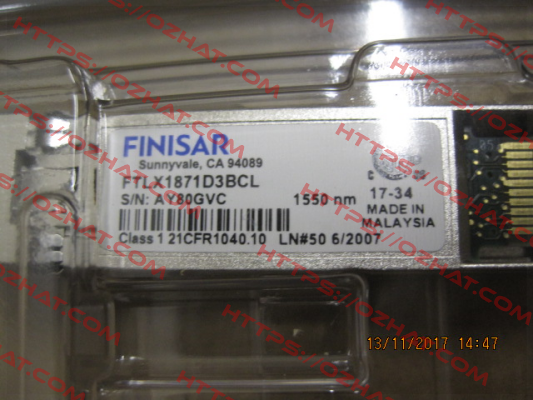 FINISAR
Sunnyvale, CA 94089
FTLX1871D3BCL
S/N: AY80GVC 1550 nm
17-34
MADE IN
MALAYSIA
Class 1 21CFR1040.10 LN#50 6/2007
13/11/2017 14:47
HTTPS://OZHAT.COM